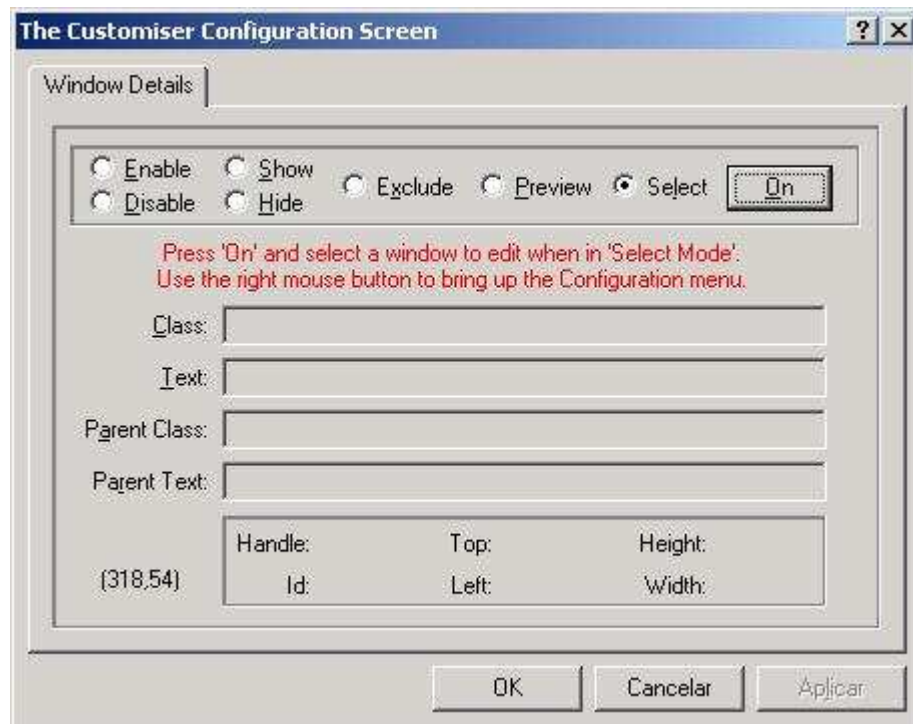 The Customiser Configuration Screen
Window Details
Enable Show
Exclude Preview Select On
Disable Hide
Press 'On' and select a window to edit when in 'Select Mode'.
Use the right mouse button to bring up the Configuration menu.
Class:
Text:
Parent Class:
Parent Text:
Handle: Top: Height:
(318,54) Id: Left: Width:
OK Cancelar Aplicar